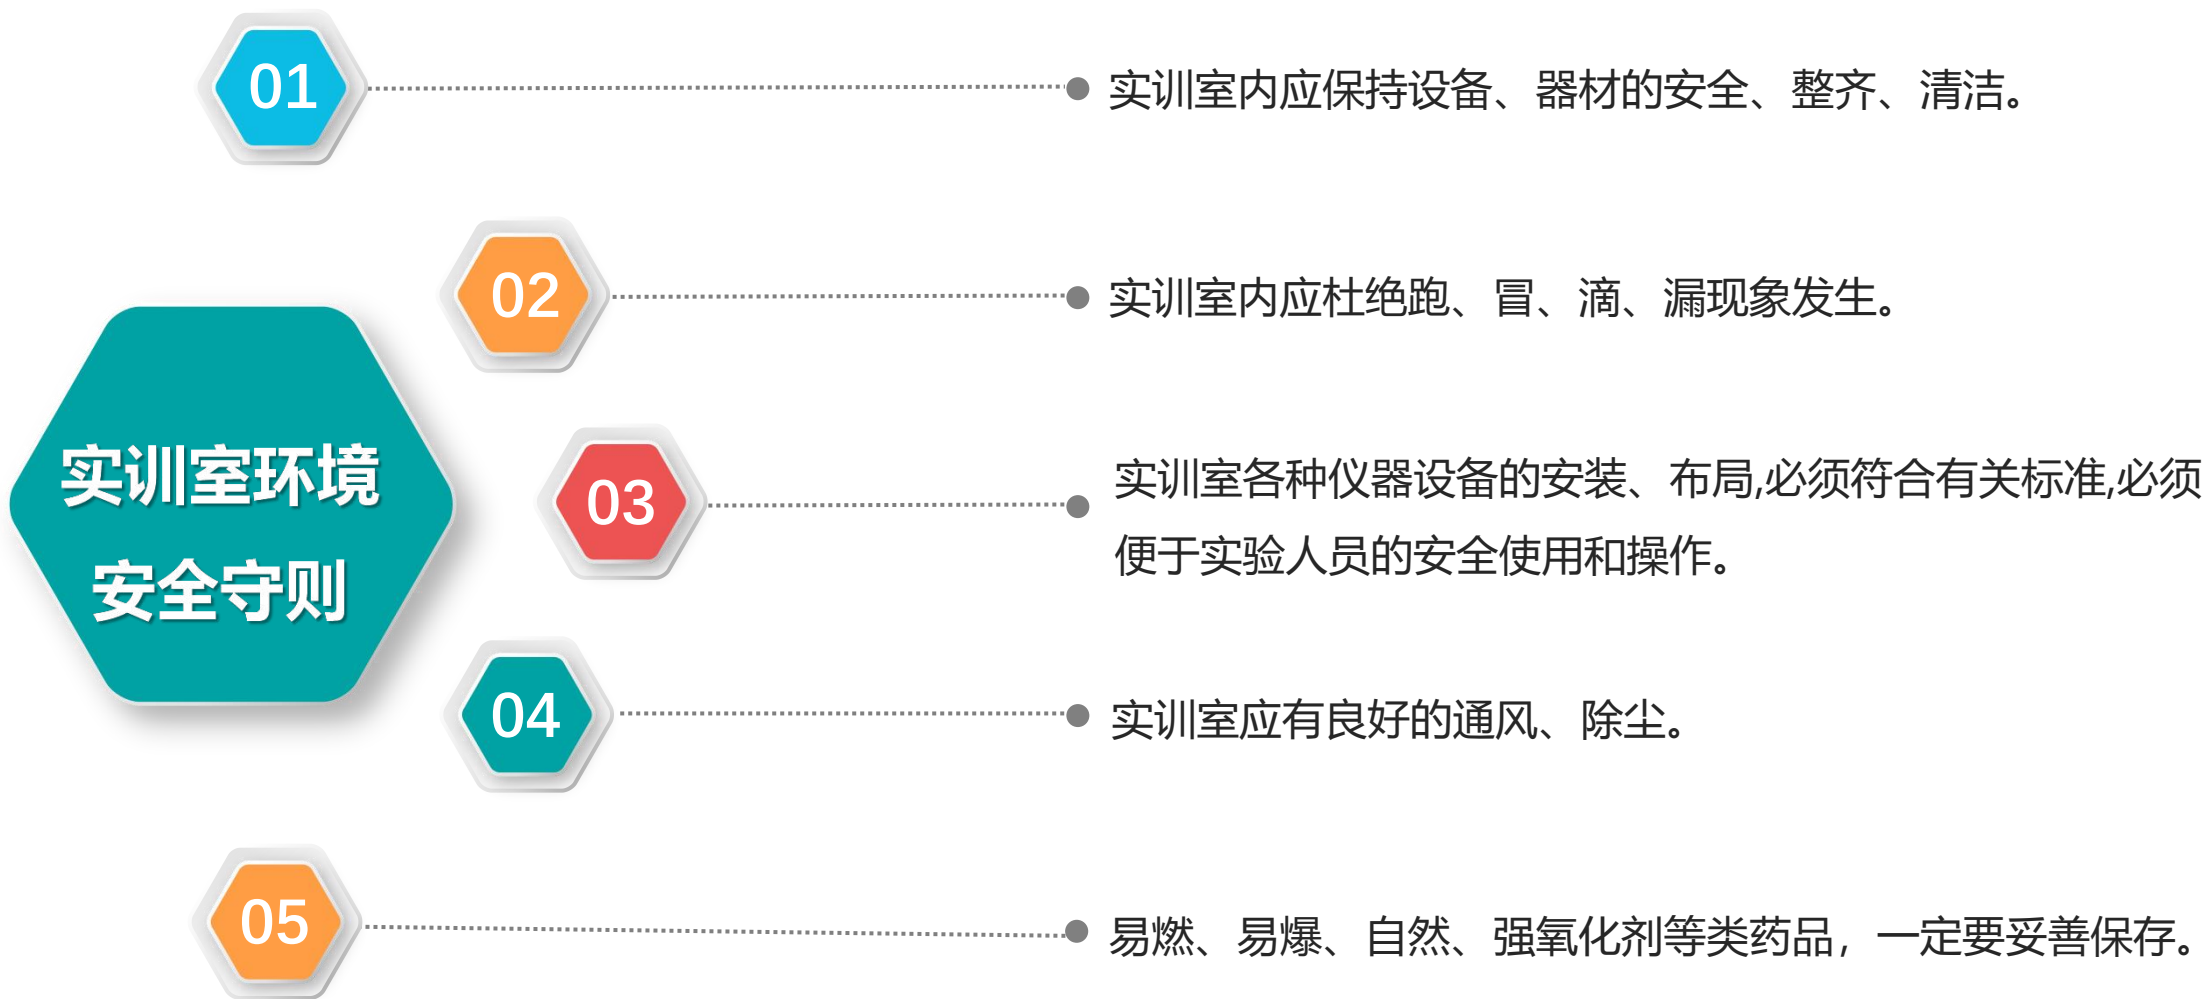 01
实训室内应保持设备、器材的安全、整齐、清洁。
02
实训室内应杜绝跑、冒、滴、漏现象发生。
实训室环境
安全守则
03
实训室各种仪器设备的安装、布局,必须符合有关标准,必须
便于实验人员的安全使用和操作。
04
实训室应有良好的通风、除尘。
05
易燃、易爆、自然、强氧化剂等类药品，一定要妥善保存。